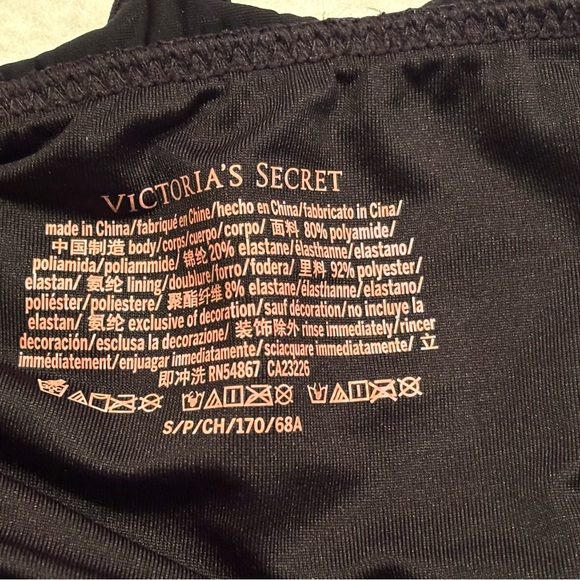 VICTORIA'S SECRET
made in China/fabriqué en Chine/hecho en China/fabbricato in Cina/
中国制造 body/corps/cuerpo/corpo/ 面料 80% polyamide/
poliamida/poliammide/ 锦纶 20% elastane/élasthanne/elastano/
elastan/ 氨纶 lining/doublure/forro/fodera/ 里料 92% polyester/
poliéster/poliestere/ 聚酯纤维 8% elastane/élasthanne/elastano/
elastan/ 氨纶 exclusive of decoration/sauf décoration/no incluye la
decoración/esclusa la decorazione/ 装饰除外 rinse immediately/rincer
immédiatement/enjuagar inmediatamente/sciacquare immediatamente/ 立
即冲洗 RN54867 CA23226
S/P/CH/170/68A